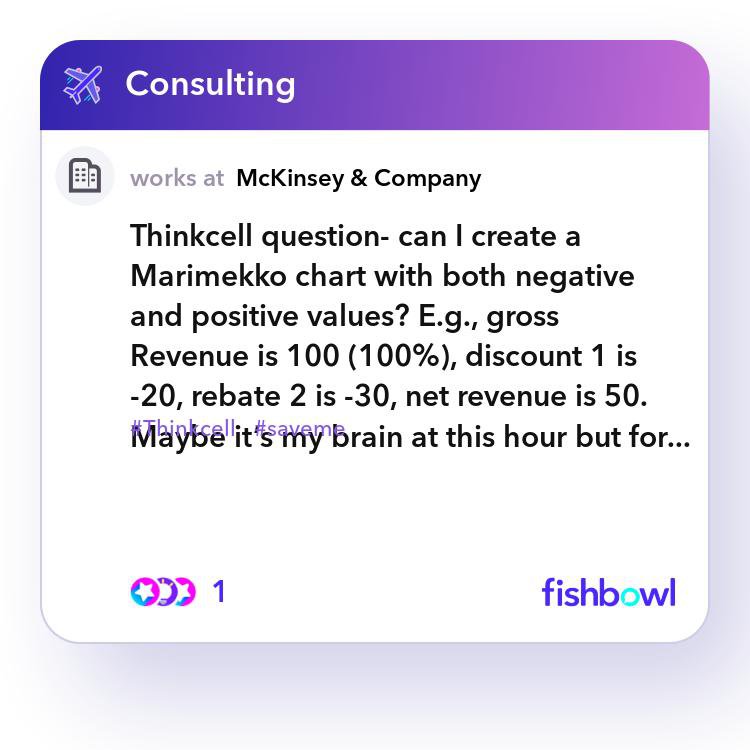 Consulting
works at McKinsey & Company
Thinkcell question- can I create a
Marimekko chart with both negative
and positive values? E.g., gross
Revenue is 100 (100%), discount 1 is
-20, rebate 2 is -30, net revenue is 50.
#Thinkcell #saveme
Maybe it's my brain at this hour but for...
1
fishbowl